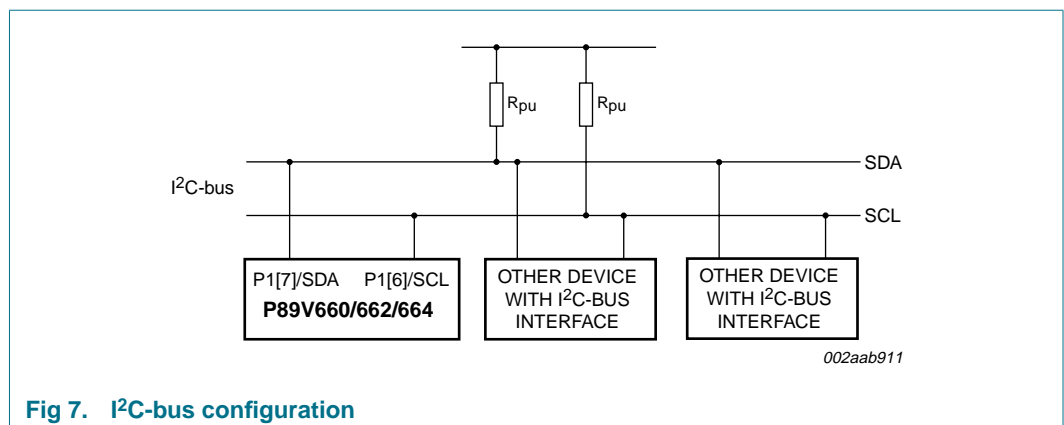 Rpu
Rpu
SDA
I²C-bus
SCL
P1[7]/SDA P1[6]/SCL
P89V660/662/664
OTHER DEVICE
WITH I²C-BUS
INTERFACE
OTHER DEVICE
WITH I²C-BUS
INTERFACE
002aab911
Fig 7. I²C-bus configuration